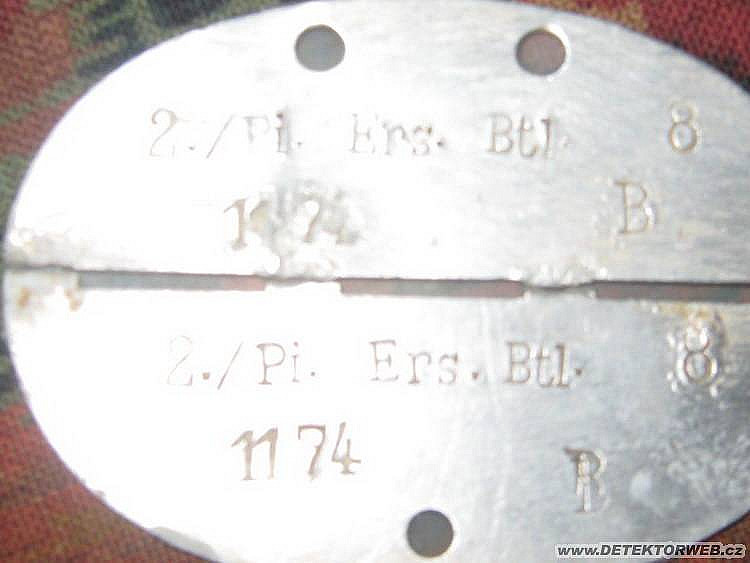 2./Pi. Ers. Btl. 8
1174 B
2./Pi. Ers. Btl. 8
1174 B
www.DETEKTORWEB.cz